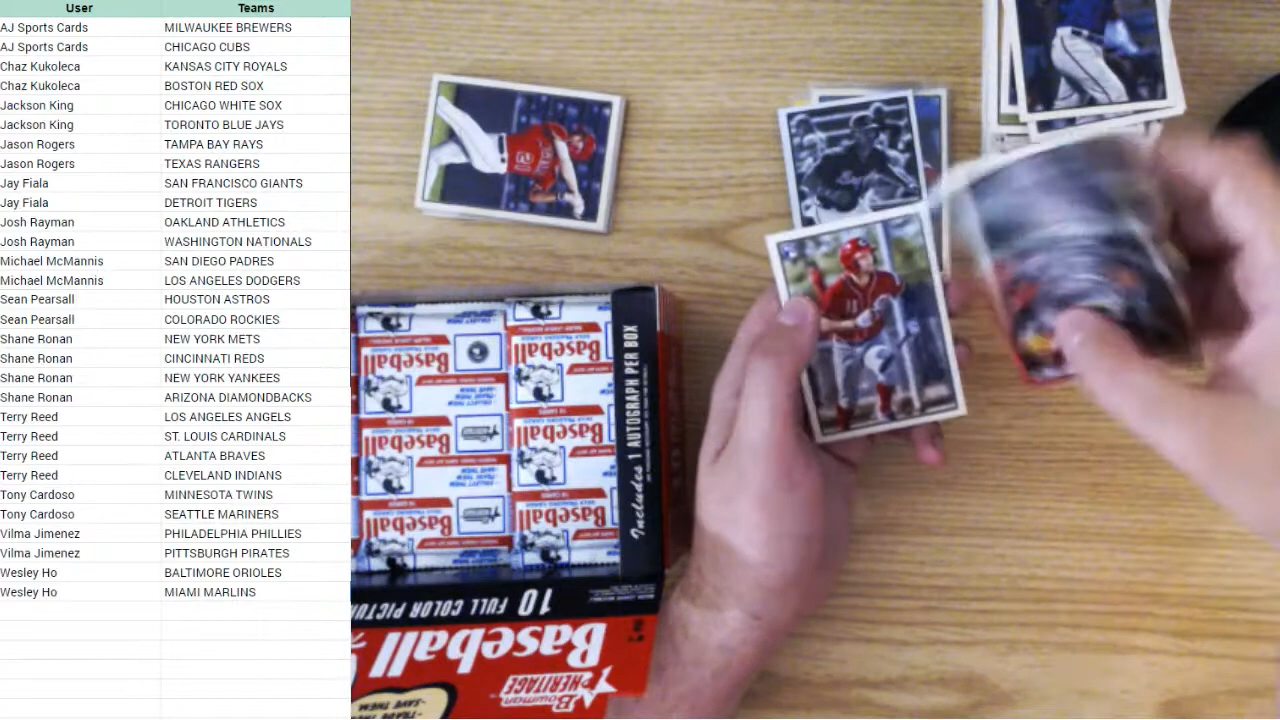 User Teams
AJ Sports Cards MILWAUKEE BREWERS
AJ Sports Cards CHICAGO CUBS
Chaz Kukoleca KANSAS CITY ROYALS
Chaz Kukoleca BOSTON RED SOX
Jackson King CHICAGO WHITE SOX
Jackson King TORONTO BLUE JAYS
Jason Rogers TAMPA BAY RAYS
Jason Rogers TEXAS RANGERS
Jay Fiala SAN FRANCISCO GIANTS
Jay Fiala DETROIT TIGERS
Josh Rayman OAKLAND ATHLETICS
Josh Rayman WASHINGTON NATIONALS
Michael McMannis SAN DIEGO PADRES
Michael McMannis LOS ANGELES DODGERS
Sean Pearsall HOUSTON ASTROS
Sean Pearsall COLORADO ROCKIES
Shane Ronan NEW YORK METS
Shane Ronan CINCINNATI REDS
Shane Ronan NEW YORK YANKEES
Shane Ronan ARIZONA DIAMONDBACKS
Terry Reed LOS ANGELES ANGELS
Terry Reed ST. LOUIS CARDINALS
Terry Reed ATLANTA BRAVES
Terry Reed CLEVELAND INDIANS
Tony Cardoso MINNESOTA TWINS
Tony Cardoso SEATTLE MARINERS
Vilma Jimenez PHILADELPHIA PHILLIES
Vilma Jimenez PITTSBURGH PIRATES
Wesley Ho BALTIMORE ORIOLES
Wesley Ho MIAMI MARLINS
12
11
Baseball
Baseball
Baseball
Baseball
Baseball
Baseball
Includes 1 AUTOGRAPH PER BOX
10 FULL COLOR
Baseball
Bowman
HERITAGE